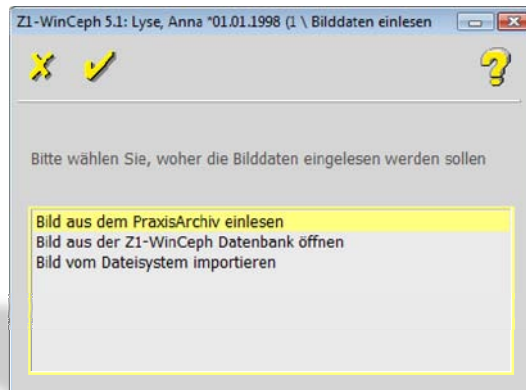 Z1-WinCeph 5.1: Lyse, Anna *01.01.1998 (1 \ Bilddaten einlesen
Bitte wählen Sie, woher die Bilddaten eingelesen werden sollen
Bild aus dem PraxisArchiv einlesen
Bild aus der Z1-WinCeph Datenbank öffnen
Bild vom Dateisystem importieren